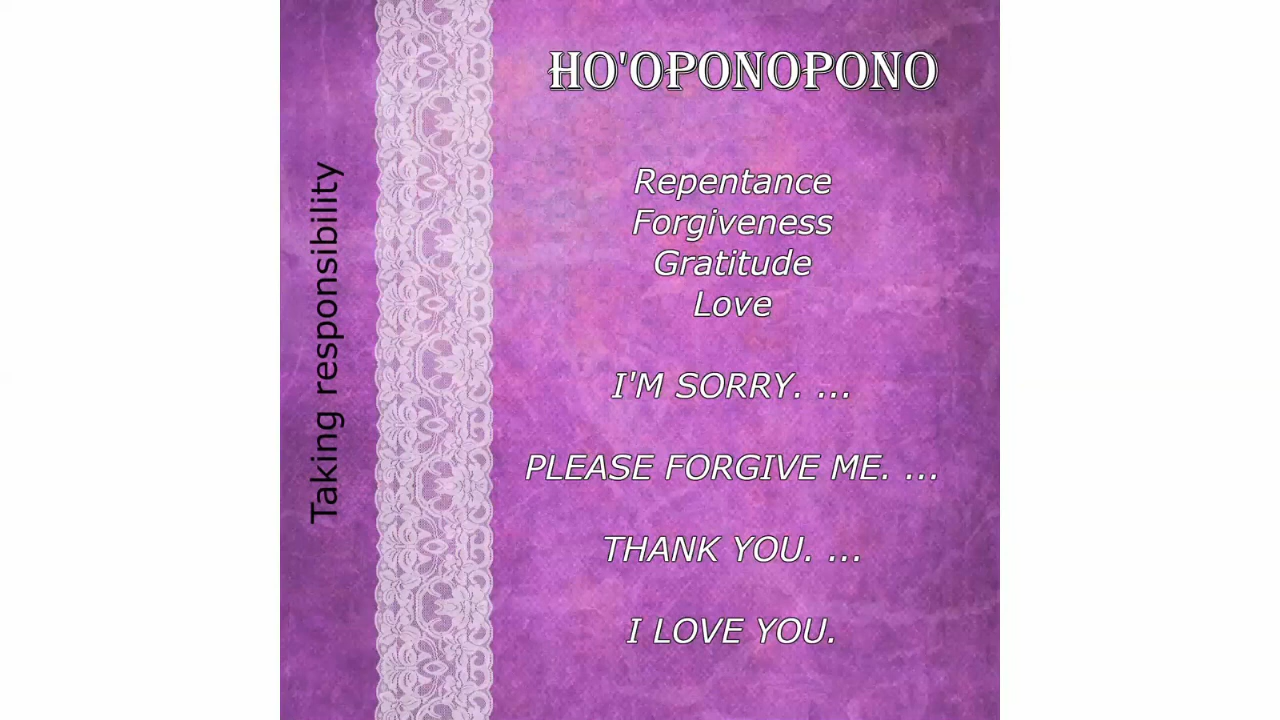 Taking responsibility
HO'OPONOPONO
Repentance
Forgiveness
Gratitude
Love
I'M SORRY. ...
PLEASE FORGIVE ME. ...
THANK YOU. ...
I LOVE YOU.